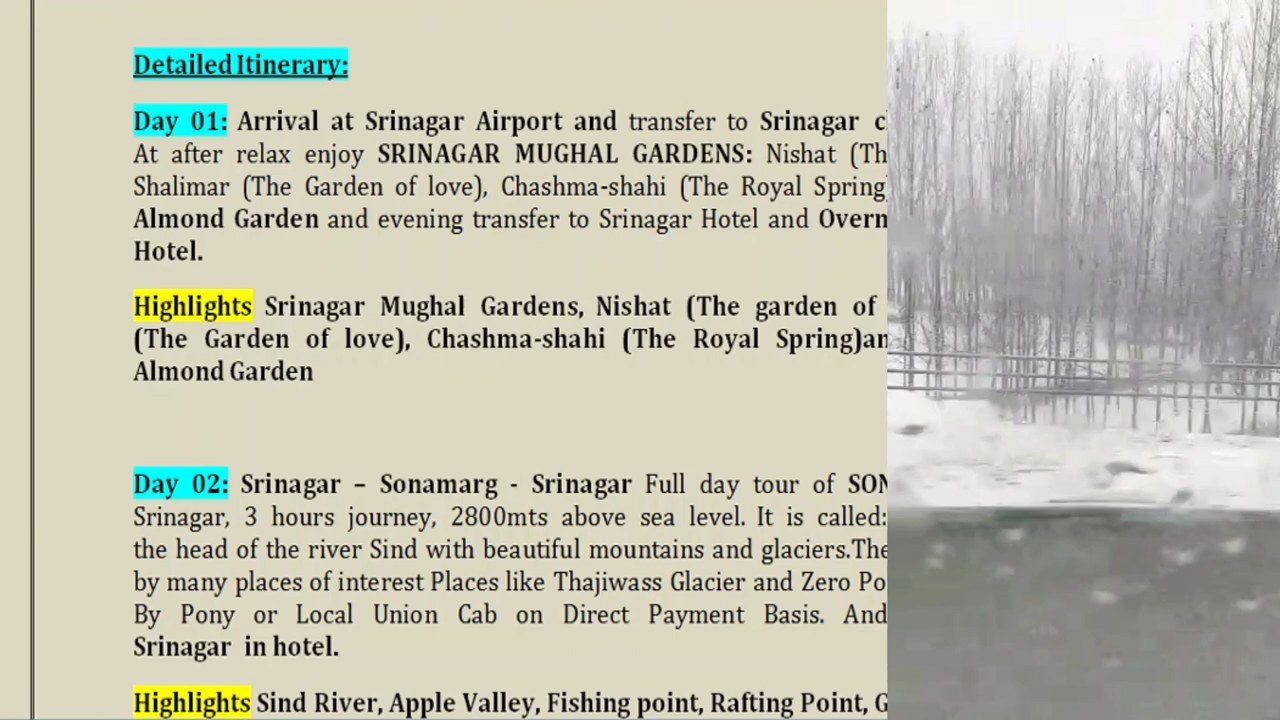 Detailed Itinerary:
Day 01: Arrival at Srinagar Airport and transfer to Srinagar
At after relax enjoy SRINAGAR MUGHAL GARDENS: Nishat
Shalimar (The Garden of love), Chashma-shahi (The Royal Spring
Almond Garden and evening transfer to Srinagar Hotel and
Hotel.
Highlights Srinagar Mughal Gardens, Nishat (The garden of
(The Garden of love), Chashma-shahi (The Royal Spring)
Almond Garden
Day 02: Srinagar – Sonamarg - Srinagar Full day tour of
Srinagar, 3 hours journey, 2800mts above sea level. It is called:
the head of the river Sind with beautiful mountains and glaciers.The
by many places of interest Places like Thajiwass Glacier and Zero
By Pony or Local Union Cab on Direct Payment Basis. And
Srinagar in hotel.
Highlights Sind River, Apple Valley, Fishing point, Rafting Point,